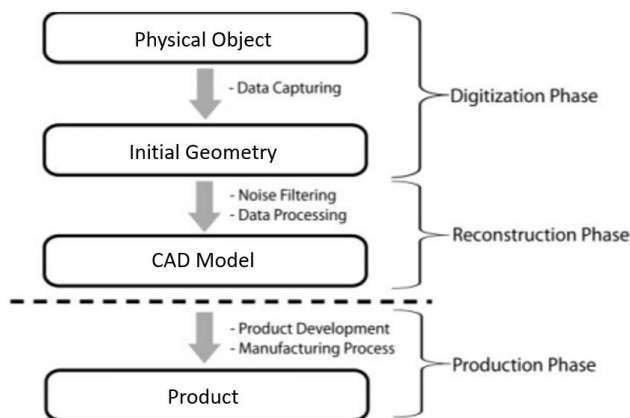 Physical Object
- Data Capturing
Digitization Phase
Initial Geometry
- Noise Filtering
- Data Processing
Reconstruction Phase
CAD Model
- Product Development
- Manufacturing Process
Production Phase
Product